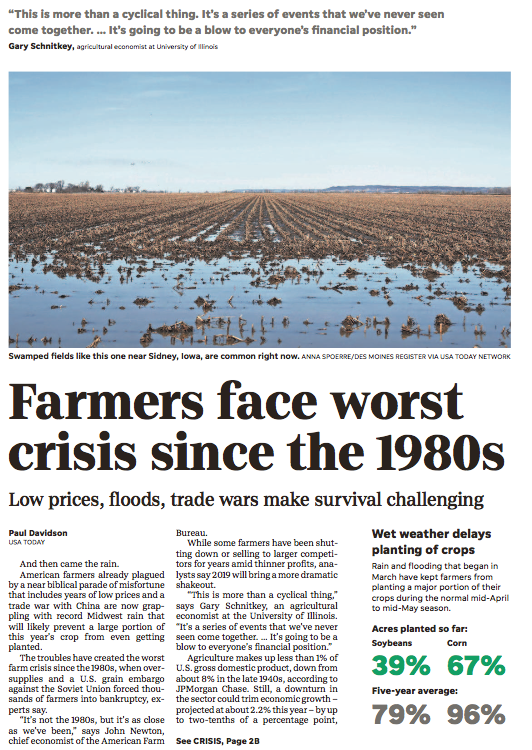 “This is more than a cyclical thing. It’s a series of events that we’ve never seen
come together. ... It’s going to be a blow to everyone’s financial position.”
Gary Schnitkey, agricultural economist at University of Illinois
Swamped fields like this one near Sidney, Iowa, are common right now. ANNA SPOERRE/DES MOINES REGISTER VIA USA TODAY NETWORK
Farmers face worst
crisis since the 1980s
Low prices, floods, trade wars make survival challenging
Paul Davidson
USA TODAY
And then came the rain.
American farmers already plagued
by a near biblical parade of misfortune
that includes years of low prices and a
trade war with China are now grap-
pling with record Midwest rain that
will likely prevent a large portion of
this year’s crop from even getting
planted.
The troubles have created the worst
farm crisis since the 1980s, when over-
supplies and a U.S. grain embargo
against the Soviet Union forced thou-
sands of farmers into bankruptcy, ex-
perts say.
“It’s not the 1980s, but it’s as close
as we’ve been,” says John Newton,
chief economist of the American Farm
Bureau.
While some farmers have been shut-
ting down or selling to larger competi-
tors for years amid thinner profits, ana-
lysts say 2019 will bring a more dramatic
shakeout.
“This is more than a cyclical thing,”
says Gary Schnitkey, an agricultural
economist at the University of Illinois.
“It’s a series of events that we’ve never
seen come together. ... It’s going to be a
blow to everyone’s financial position.”
Agriculture makes up less than 1% of
U.S. gross domestic product, down from
about 8% in the late 1940s, according to
JPMorgan Chase. Still, a downturn in
the sector could trim economic growth –
projected at about 2.2% this year – by up
to two-tenths of a percentage point,
See CRISIS, Page 2B
Wet weather delays
planting of crops
Rain and flooding that began in
March have kept farmers from
planting a major portion of their
crops during the normal mid-April
to mid-May season.
Acres planted so far:
Soybeans Corn
39% 67%
Five-year average:
79% 96%